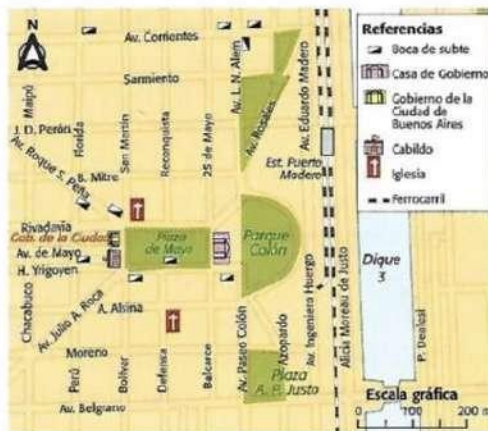 N
Av. Corrientes
Sarmiento
Maipú
J. D. Perón
Florida
San Martín
Reconquista
25 de Mayo
Av. L. N. Alem
Av. Rosales
Av. Eduardo Madero
Est. Puerto
Madero
Av. Roque S. Peña
B. Mitre
Rivadavia
Gob. de la Ciudad
Av. de Mayo
H. Yrigoyen
Plaza
de Mayo
Parque
Colón
Chacabuco
Av. Julio A. Roca
A. Alsina
Moreno
Perú
Bolívar
Defensa
Balcarce
Av. Paseo Colón
Azopardo
Av. Ingeniero Huergo
Alicia Moreau de Justo
Plaza
A. P. Justo
Av. Belgrano
Dique
3
P. Dealesi
Referencias
Boca de subte
Casa de Gobierno
Gobierno de la
Ciudad de
Buenos Aires
Cabildo
Iglesia
Ferrocarril
Escala gráfica
0 100 200 m